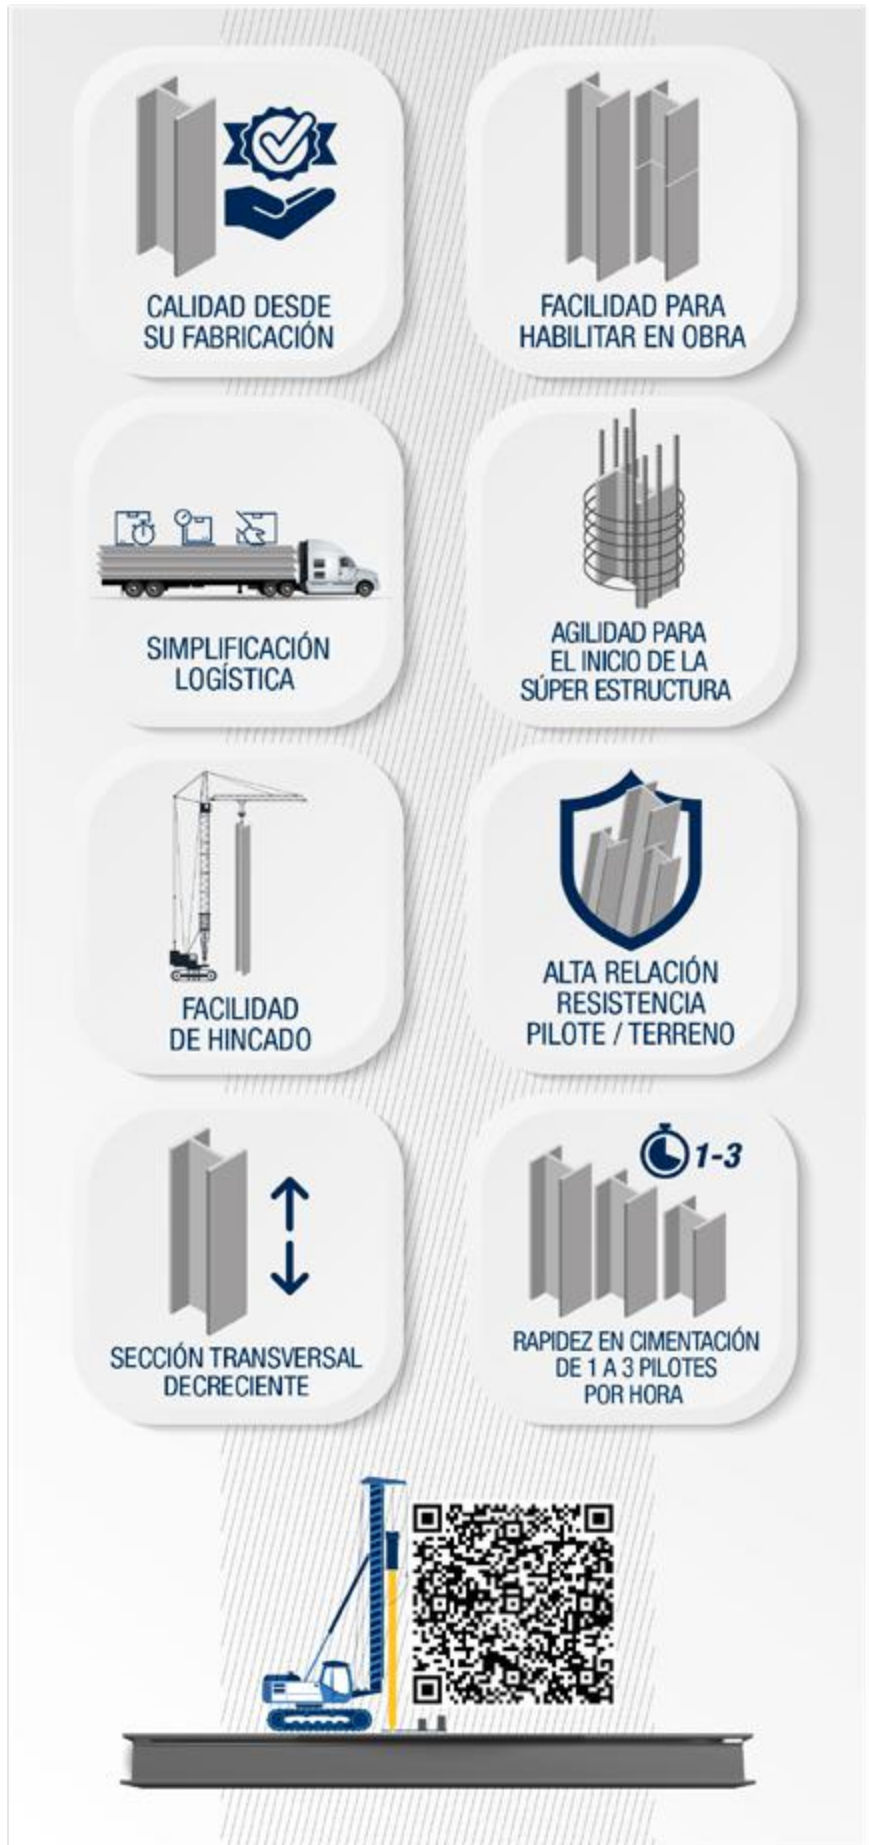 CALIDAD DESDE
SU FABRICACIÓN
FACILIDAD PARA
HABILITAR EN OBRA
SIMPLIFICACIÓN
LOGÍSTICA
AGILIDAD PARA
EL INICIO DE LA
SÚPER ESTRUCTURA
FACILIDAD
DE HINCADO
ALTA RELACIÓN
RESISTENCIA
PILOTE / TERRENO
SECCIÓN TRANSVERSAL
DECRECIENTE
1-3
RAPIDEZ EN CIMENTACIÓN
DE 1 A 3 PILOTES
POR HORA